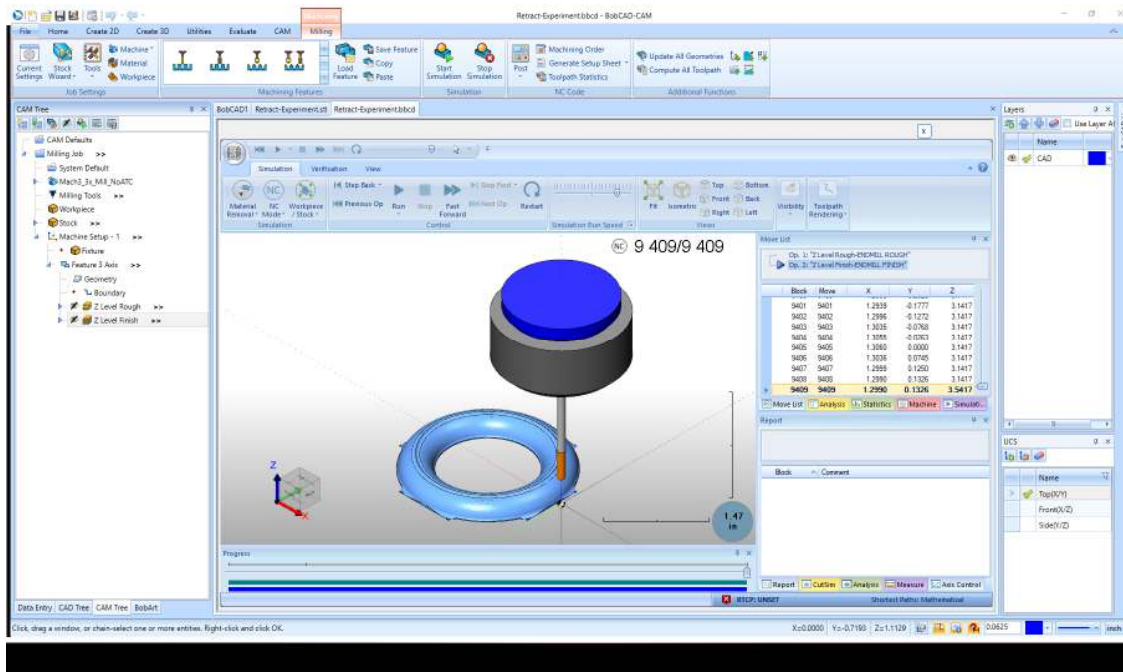 Machining
Retract-Experiment.bbcd - BobCAD-CAM
File Home Create 2D Create 3D Utilities Evaluate CAM Milling
Current Settings
Stock Wizard
Tools
Machine
Material
Workpiece
Load Feature
Save Feature
Copy
Paste
Start Simulation
Stop Simulation
Post
Machining Order
Generate Setup Sheet
Toolpath Statistics
Update All Geometries
Compute All Toolpath
Job Settings Machining Features Simulation NC Code Additional Functions
CAM Tree
CAM Defaults
Milling Job >>
System Default
Mach3_3x_Mill_NoATC
Milling Tools >>
Workpiece
Stock >>
Machine Setup - 1 >>
Fixture
Feature 3 Axis >>
Geometry
Boundary
Z Level Rough >>
Z Level Finish >>
Data Entry CAD Tree CAM Tree BobArt
BobCAD1 Retract-Experiment.stl Retract-Experiment.bbcd
x
Simulation Verification View
Material Removal
NC Mode
Workpiece / Stock
Step Back
Previous Op
Run
Stop
Fast Forward
Step Fwd
Next Op
Restart
Simulation Run Speed
Fit
Isometric
Top Bottom
Front Back
Right Left
Visibility
Toolpath Rendering
Simulation Control Views
NC 9 409/9 409
Z
X
1.47 in
Progress
Move List
Op. 1: "Z Level Rough-ENDMILL ROUGH"
Op. 2: "Z Level Finish-ENDMILL FINISH"
Block Move X Y Z
9401 9401 1.2939 -0.1777 3.1417
9402 9402 1.2996 -0.1272 3.1417
9403 9403 1.3035 -0.0768 3.1417
9404 9404 1.3055 -0.0263 3.1417
9405 9405 1.3060 0.0000 3.1417
9406 9406 1.3036 0.0745 3.1417
9407 9407 1.2999 0.1250 3.1417
9408 9408 1.2990 0.1326 3.1417
9409 9409 1.2990 0.1326 3.5417
Move List Analysis Statistics Machine Simulati...
Report
Block Comment
Report CutSim Analysis Measure Axis Control
RTCP: UNSET Shortest Paths: Mathematical
Layers
Use Layer At
Name
CAD
UCS
Name
Top(X/Y)
Front(X/Z)
Side(Y/Z)
Click, drag a window, or chain-select one or more entities. Right-click and click OK.
X=0.0000 Y=-0.7193 Z=1.1129 0.0625 inch